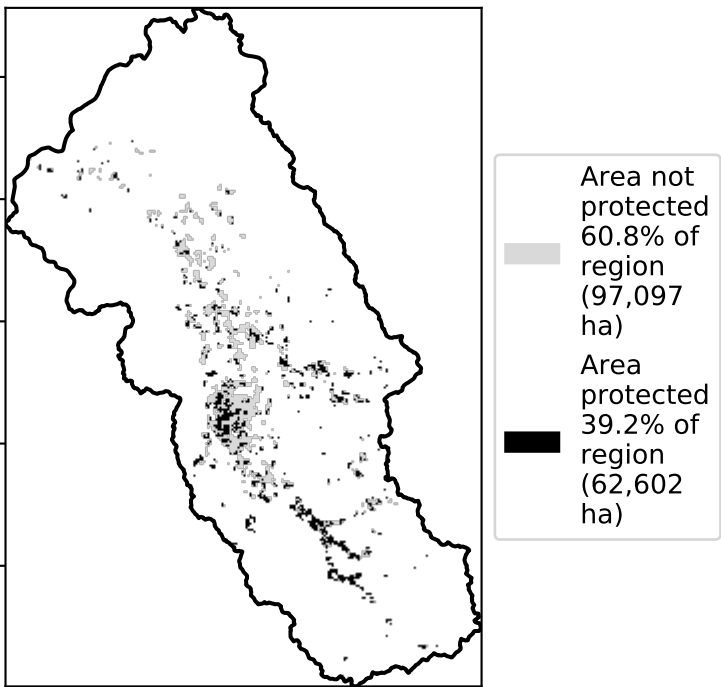 Area not
protected
60.8% of
region
(97,097
ha)
Area
protected
39.2% of
region
(62,602
ha)